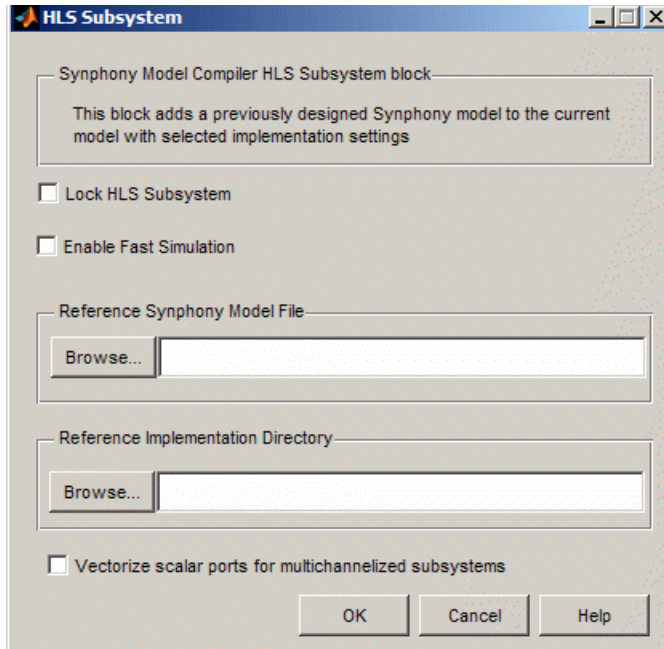 HLS Subsystem
Synphony Model Compiler HLS Subsystem block
This block adds a previously designed Synphony model to the current
model with selected implementation settings
Lock HLS Subsystem
Enable Fast Simulation
Reference Synphony Model File
Browse...
Reference Implementation Directory
Browse...
Vectorize scalar ports for multichannelized subsystems
OK Cancel Help